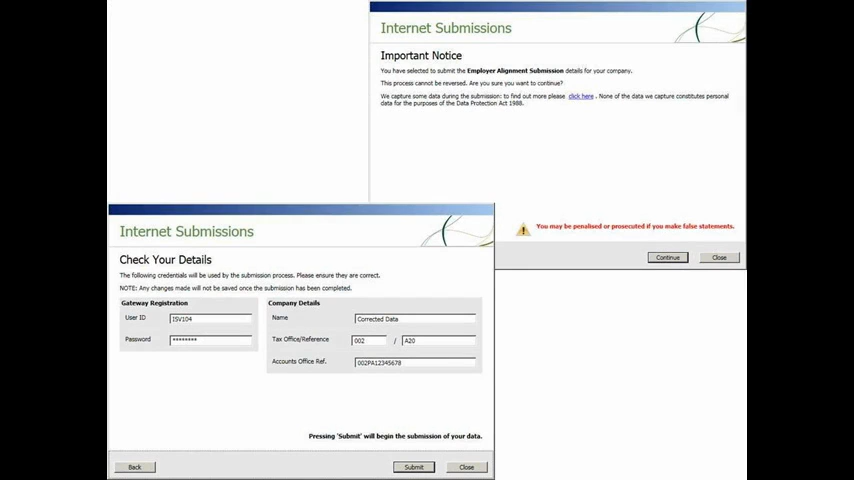 Internet Submissions
Important Notice
You have selected to submit the Employer Alignment Submission details for your company.
This process cannot be reversed. Are you sure you want to continue?
We capture some data during the submission: to find out more please click here . None of the data we capture constitutes personal
data for the purposes of the Data Protection Act 1988.
You may be penalised or prosecuted if you make false statements.
Continue Close
Internet Submissions
Check Your Details
The following credentials will be used by the submission process. Please ensure they are correct.
NOTE: Any changes made will not be saved once the submission has been completed.
Gateway Registration
User ID ISV104
Password ********
Company Details
Name Corrected Data
Tax Office/Reference 002 / A20
Accounts Office Ref. 002PA12345678
Pressing 'Submit' will begin the submission of your data.
Back Submit Close